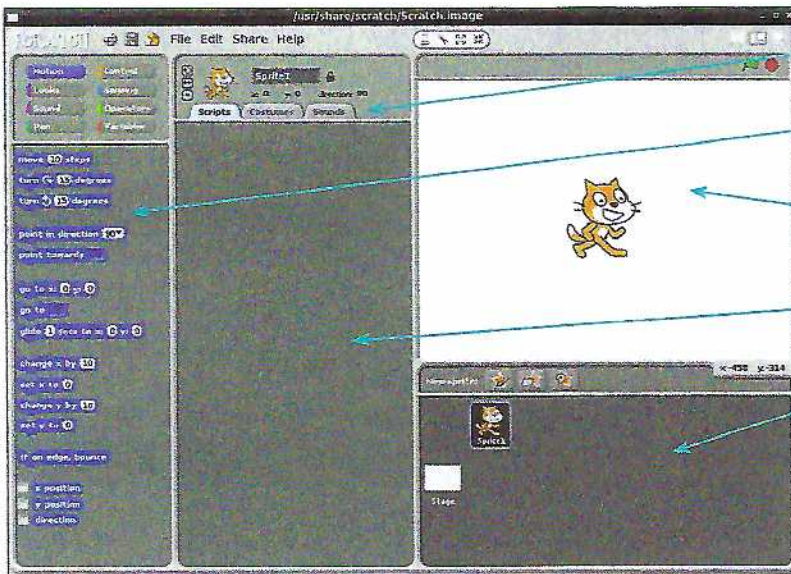 /usr/share/scratch/Scratch.image
SCRATCH File Edit Share Help
Motion Control
Looks Sensing
Sound Operators
Pen Variables
Sprite1
x: 0 y: 0 direction: 90
Scripts Costumes Sounds
move 10 steps
turn 15 degrees
turn 15 degrees
point in direction 90
point towards
go to x: 0 y: 0
go to
glide 1 secs to x: 0 y: 0
change x by 10
set x to 0
change y by 10
set y to 0
if on edge, bounce
x position
y position
direction
x:-458 y:-314
New sprite:
Sprite1
Stage